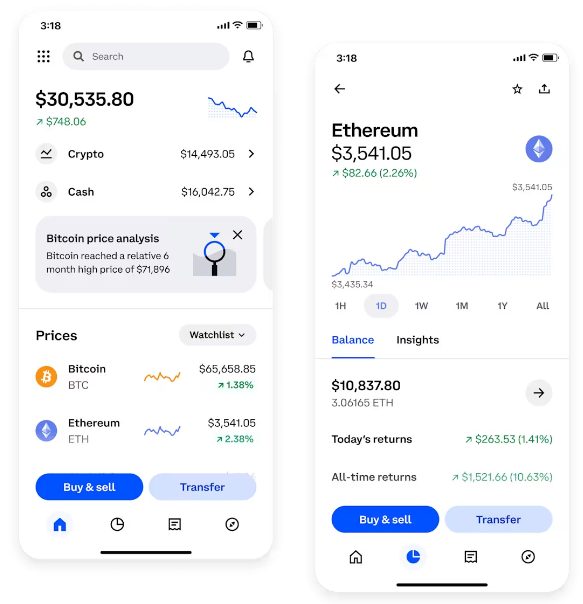 3:18
Search
$30,535.80
↗ $748.06
Crypto $14,493.05
Cash $16,042.75
Bitcoin price analysis
Bitcoin reached a relative 6
month high price of $71,896
Prices Watchlist
Bitcoin $65,658.85
BTC ↗ 1.38%
Ethereum $3,541.05
ETH ↗ 2.38%
Buy & sell Transfer
3:18
Ethereum
$3,541.05
↗ $82.66 (2.26%)
$3,541.05
$3,435.34
1H 1D 1W 1M 1Y All
Balance Insights
$10,837.80
3.06165 ETH
Today's returns ↗ $263.53 (1.41%)
All-time returns ↗ $1,521.66 (10.63%)
Buy & sell Transfer